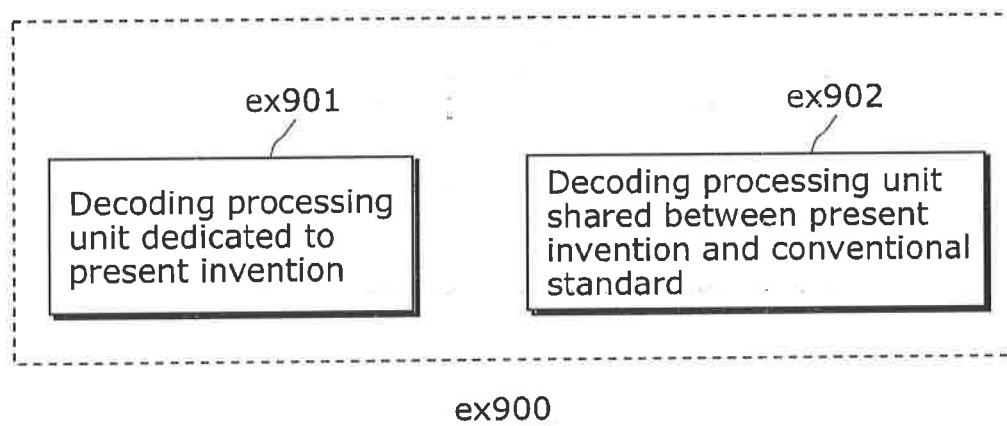 ex901
ex902
Decoding processing
unit dedicated to
present invention
Decoding processing unit
shared between present
invention and conventional
standard
ex900